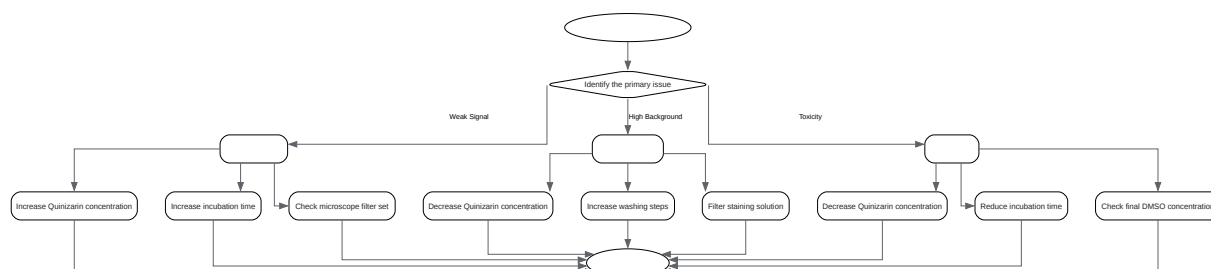 Identify the primary issue
Weak Signal
High Background
Toxicity
Increase Quinizarin concentration
Increase incubation time
Check microscope filter set
Decrease Quinizarin concentration
Increase washing steps
Filter staining solution
Decrease Quinizarin concentration
Reduce incubation time
Check final DMSO concentration